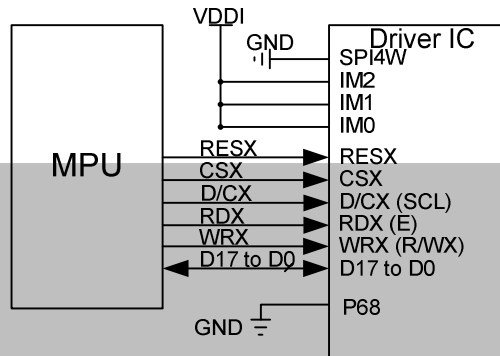 VDDI
GND
Driver IC
SPI4W
IM2
IM1
IM0
MPU
RESX
RESX
CSX
CSX
D/CX
D/CX (SCL)
RDX
RDX (E)
WRX
WRX (R/WX)
D17 to D0
D17 to D0
GND
P68